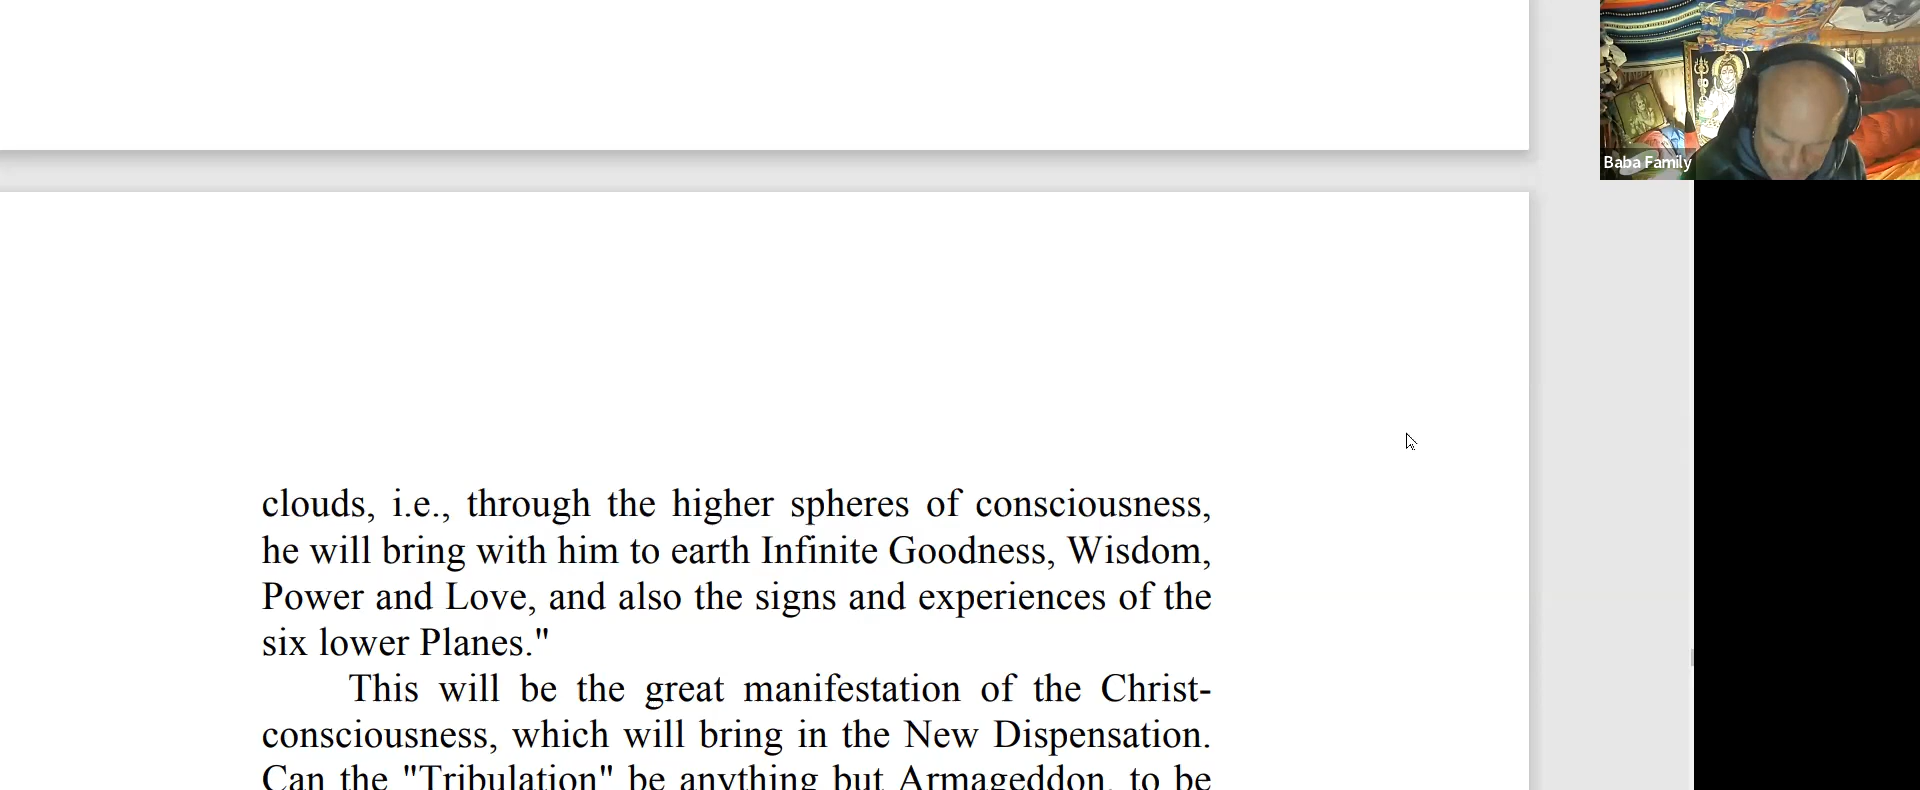 Baba Family
clouds, i.e., through the higher spheres of consciousness,
he will bring with him to earth Infinite Goodness, Wisdom,
Power and Love, and also the signs and experiences of the
six lower Planes."
This will be the great manifestation of the Christ-
consciousness, which will bring in the New Dispensation.
Can the "Tribulation" be anything but Armageddon, to be